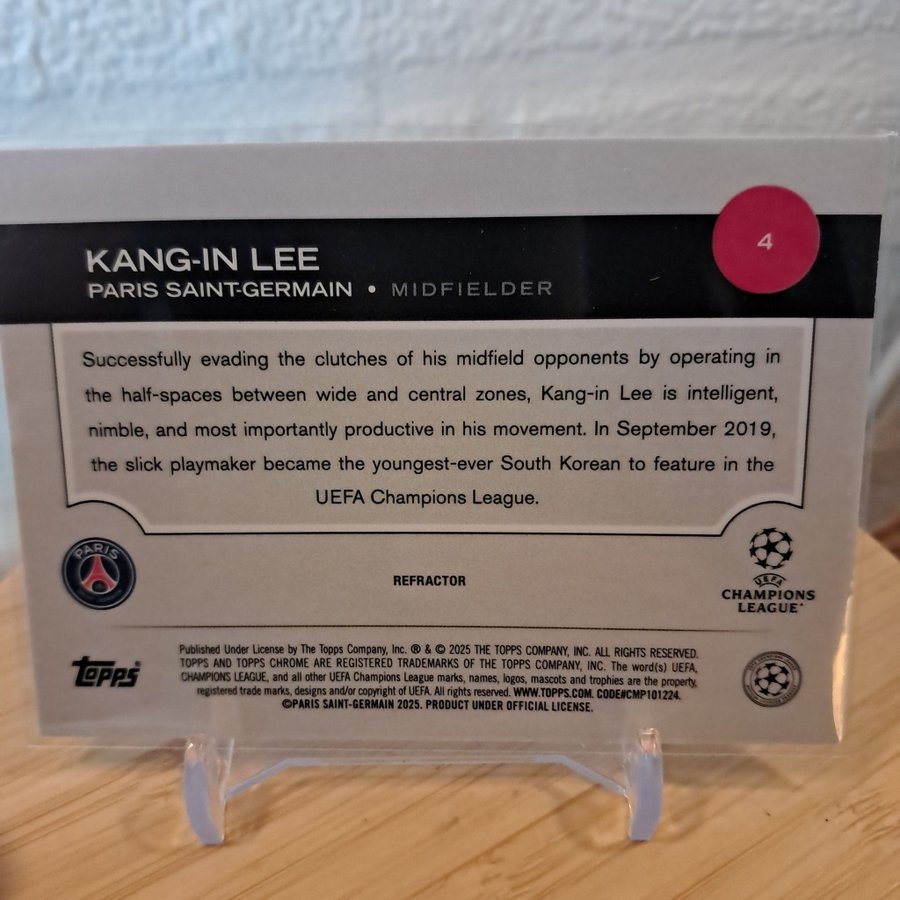 4
KANG-IN LEE
PARIS SAINT-GERMAIN • MIDFIELDER
Successfully evading the clutches of his midfield opponents by operating in
the half-spaces between wide and central zones, Kang-in Lee is intelligent,
nimble, and most importantly productive in his movement. In September 2019,
the slick playmaker became the youngest-ever South Korean to feature in the
UEFA Champions League.
PARIS
REFRACTOR
UEFA
CHAMPIONS
LEAGUE
topps®
Published Under License by The Topps Company, Inc. ® & © 2025 THE TOPPS COMPANY, INC. ALL RIGHTS RESERVED.
TOPPS AND TOPPS CHROME ARE REGISTERED TRADEMARKS OF THE TOPPS COMPANY, INC. The word(s) UEFA,
CHAMPIONS LEAGUE, and all other UEFA Champions League marks, names, logos, mascots and trophies are the property,
registered trade marks, designs and/or copyright of UEFA. All rights reserved. WWW.TOPPS.COM. CODE#CMP101224.
©PARIS SAINT-GERMAIN 2025. PRODUCT UNDER OFFICIAL LICENSE.